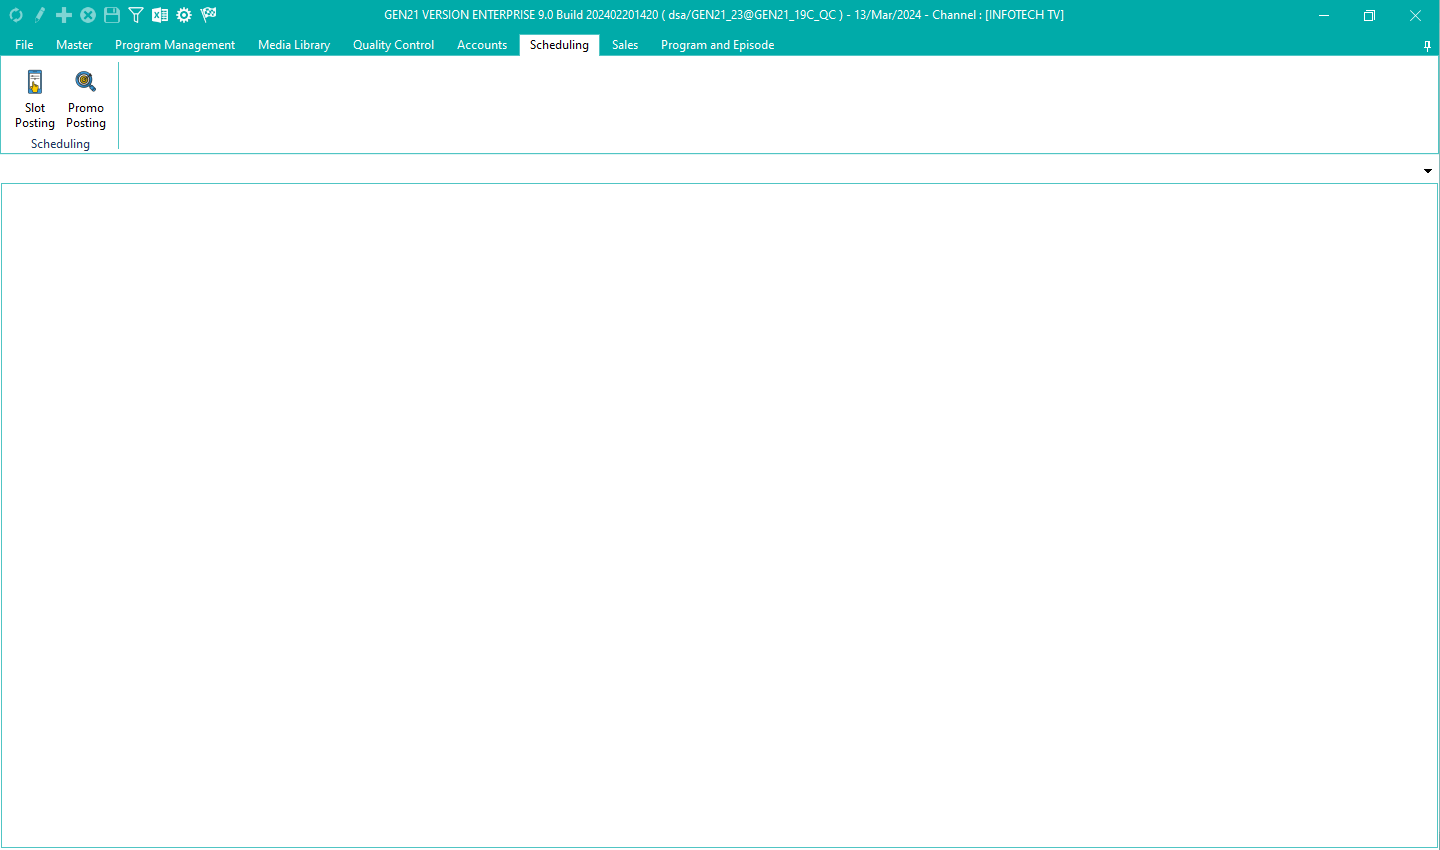 GEN21 VERSION ENTERPRISE 9.0 Build 202402201420 ( dsa/GEN21_23@GEN21_19C_QC ) - 13/Mar/2024 - Channel : [INFOTECH TV]
File Master Program Management Media Library Quality Control Accounts Scheduling Sales Program and Episode
Slot
Posting
Promo
Posting
Scheduling